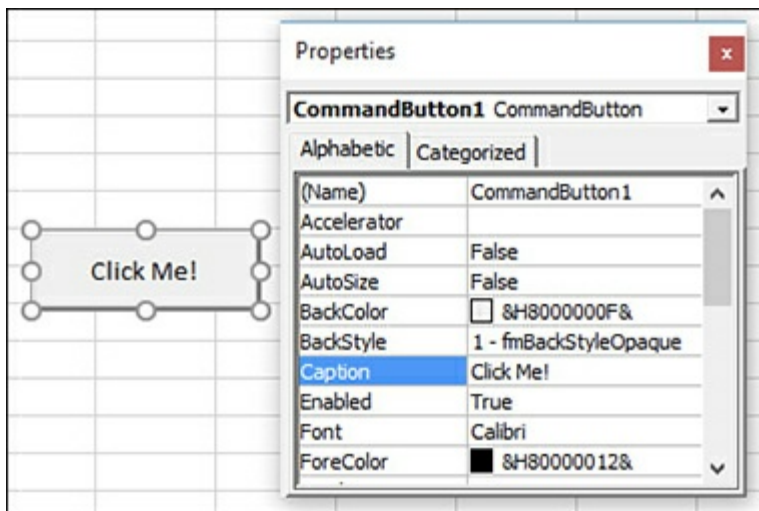 Properties
x
CommandButton1 CommandButton
Alphabetic Categorized
(Name) CommandButton1
Accelerator
AutoLoad False
AutoSize False
BackColor &H8000000F&
BackStyle 1 - fmBackStyleOpaque
Click Me!
Caption Click Me!
Enabled True
Font Calibri
ForeColor &H80000012&